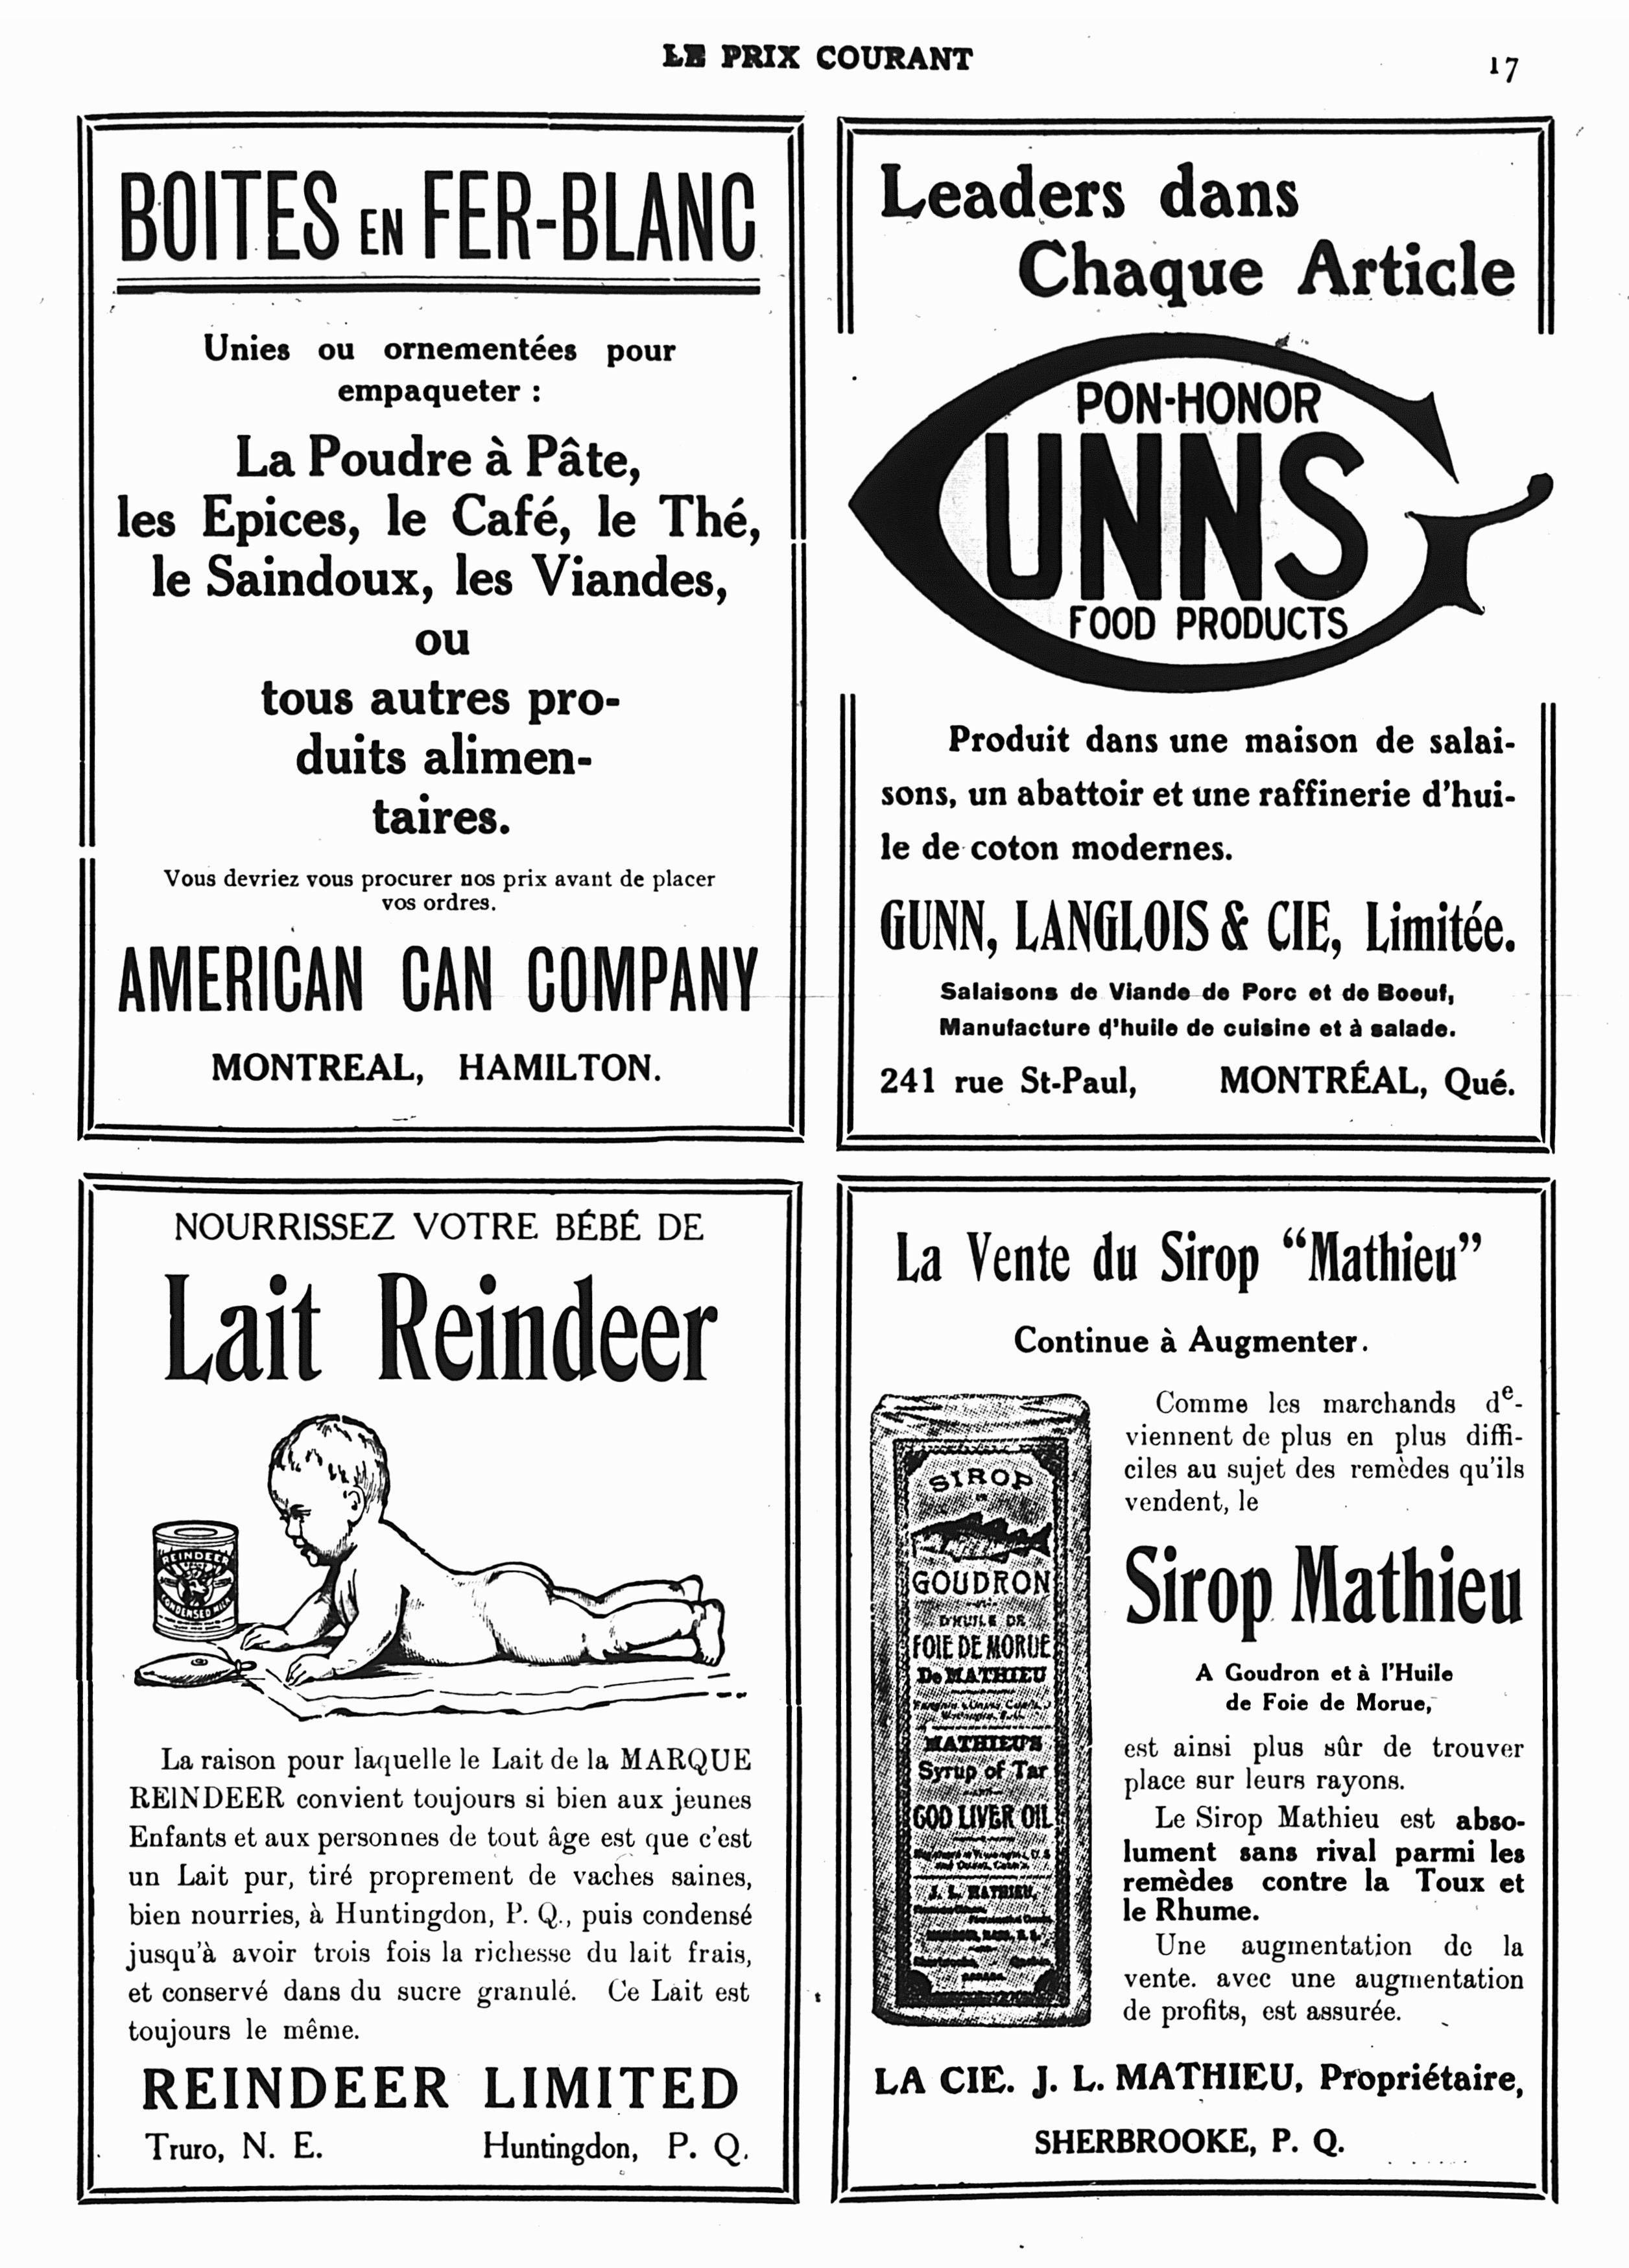 LE PRIX COURANT
17
BOITES EN FER-BLANC
Unies ou ornementées pour
empaqueter :
La Poudre à Pâte,
les Epices, le Café, le Thé,
le Saindoux, les Viandes,
ou
tous autres pro-
duits alimen-
taires.
Vous devriez vous procurer nos prix avant de placer
vos ordres.
AMERICAN CAN COMPANY
MONTREAL, HAMILTON.
Leaders dans
Chaque Article
PON-HONOR
GUNNS
FOOD PRODUCTS
Produit dans une maison de salai-
sons, un abattoir et une raffinerie d'hui-
le de coton modernes.
GUNN, LANGLOIS & CIE, Limitée.
Salaisons de Viande de Porc et de Boeuf,
Manufacture d'huile de cuisine et à salade.
241 rue St-Paul, MONTRÉAL, Qué.
NOURRISSEZ VOTRE BÉBÉ DE
Lait Reindeer
REINDEER
CONDENSED MILK
La raison pour laquelle le Lait de la MARQUE
REINDEER convient toujours si bien aux jeunes
Enfants et aux personnes de tout âge est que c'est
un Lait pur, tiré proprement de vaches saines,
bien nourries, à Huntingdon, P. Q., puis condensé
jusqu'à avoir trois fois la richesse du lait frais,
et conservé dans du sucre granulé. Ce Lait est
toujours le même.
REINDEER LIMITED
Truro, N. E. Huntingdon, P. Q.
La Vente du Sirop "Mathieu"
Continue à Augmenter.
SIROP
GOUDRON
D'HUILE DE
FOIE DE MORUE
De MATHIEU
MATHIEU'S
Syrup of Tar
COD LIVER OIL
J. L. MATHIEU,
Comme les marchands de-
viennent de plus en plus diffi-
ciles au sujet des remèdes qu'ils
vendent, le
Sirop Mathieu
A Goudron et à l'Huile
de Foie de Morue,
est ainsi plus sûr de trouver
place sur leurs rayons.
Le Sirop Mathieu est abso-
lument sans rival parmi les
remèdes contre la Toux et
le Rhume.
Une augmentation de la
vente. avec une augmentation
de profits, est assurée.
LA CIE. J. L. MATHIEU, Propriétaire,
SHERBROOKE, P. Q.